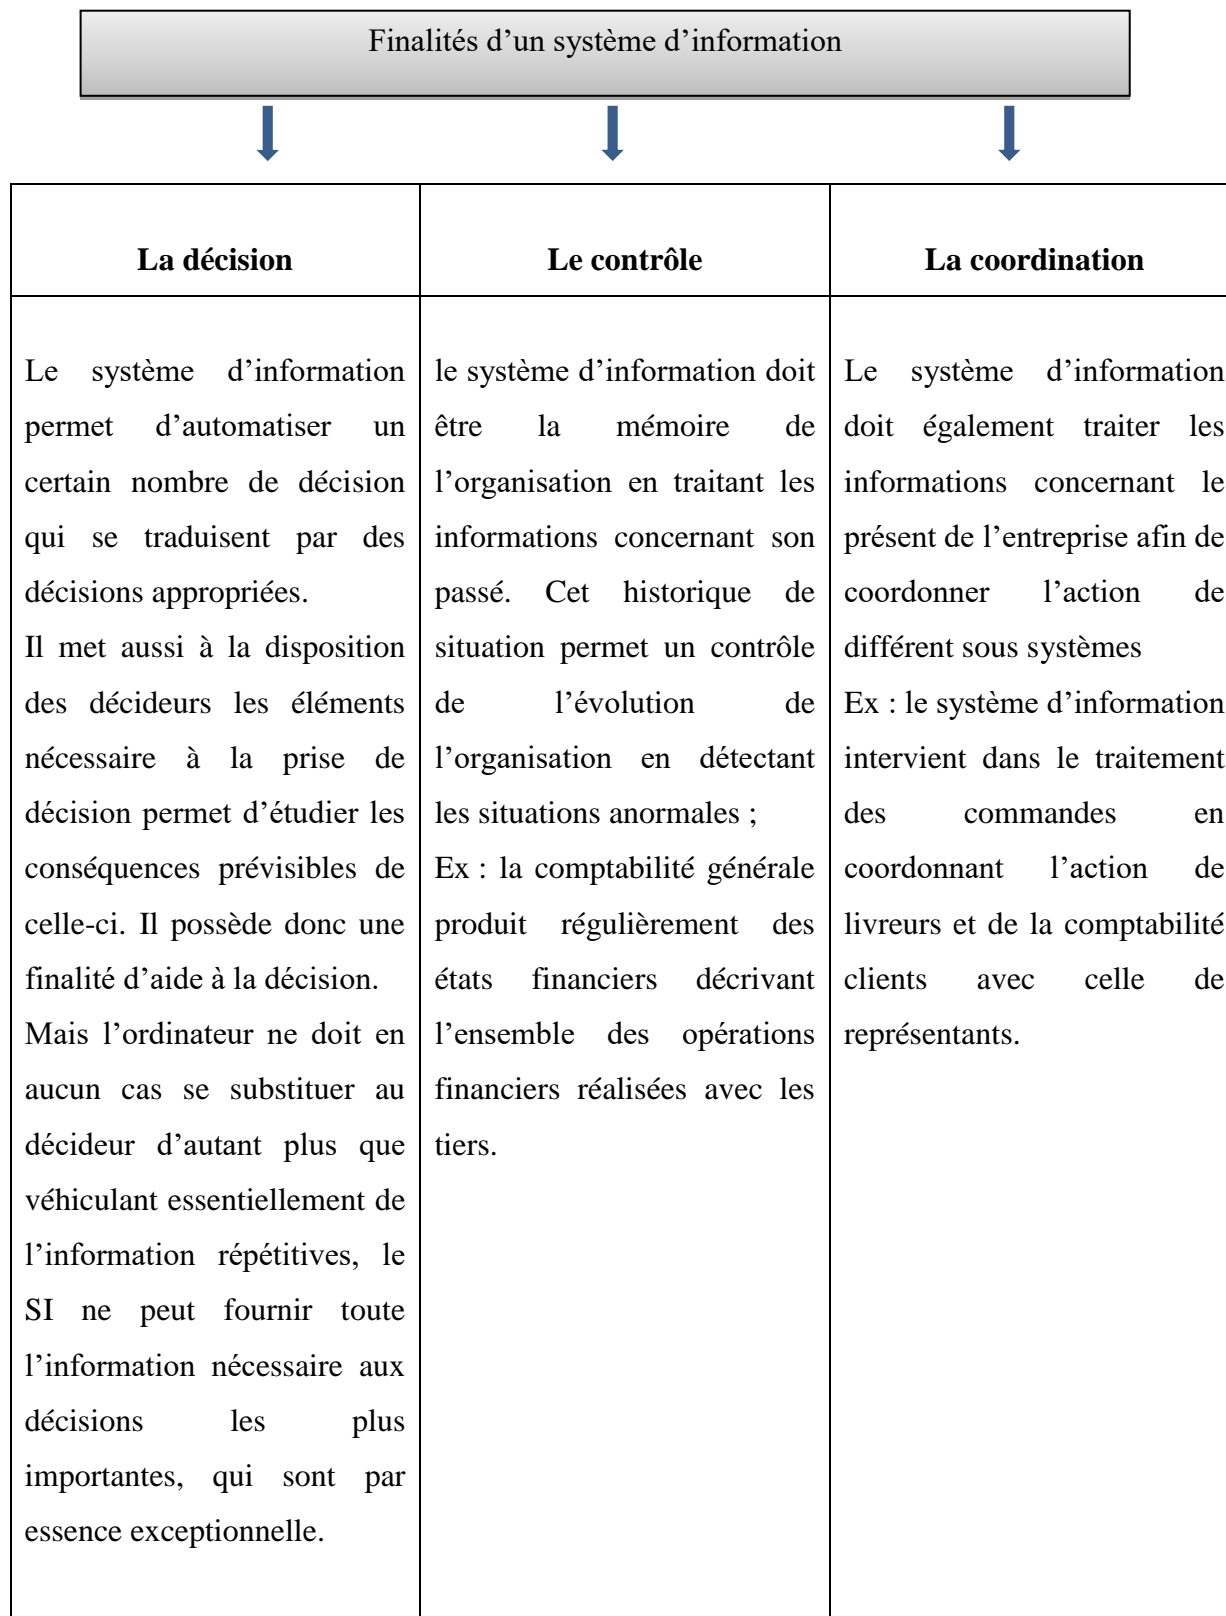 Finalités d’un système d’information
La décision
Le contrôle
La coordination
Le système d’information
permet d’automatiser un
certain nombre de décision
qui se traduisent par des
décisions appropriées.
Il met aussi à la disposition
des décideurs les éléments
nécessaire à la prise de
décision permet d’étudier les
conséquences prévisibles de
celle-ci. Il possède donc une
finalité d’aide à la décision.
Mais l’ordinateur ne doit en
aucun cas se substituer au
décideur d’autant plus que
véhiculant essentiellement de
l’information répétitives, le
SI ne peut fournir toute
l’information nécessaire aux
décisions les plus
importantes, qui sont par
essence exceptionnelle.
le système d’information doit
être la mémoire de
l’organisation en traitant les
informations concernant son
passé. Cet historique de
situation permet un contrôle
de l’évolution de
l’organisation en détectant
les situations anormales ;
Ex : la comptabilité générale
produit régulièrement des
états financiers décrivant
l’ensemble des opérations
financiers réalisées avec les
tiers.
Le système d’information
doit également traiter les
informations concernant le
présent de l’entreprise afin de
coordonner l’action de
différent sous systèmes
Ex : le système d’information
intervient dans le traitement
des commandes en
coordonnant l’action de
livreurs et de la comptabilité
clients avec celle de
représentants.